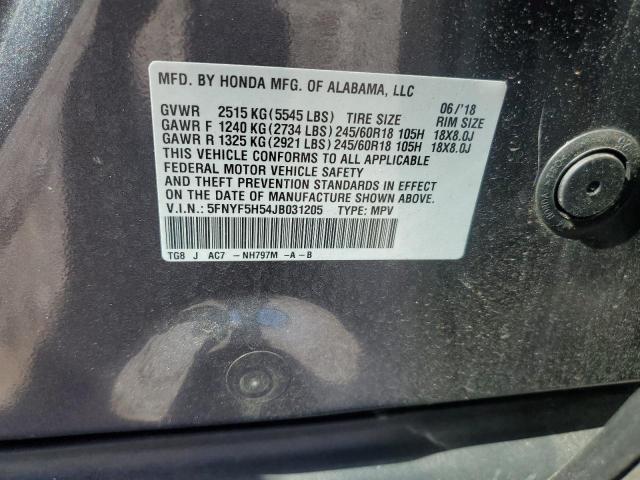 MFD. BY HONDA MFG. OF ALABAMA, LLC
GVWR 2515 KG (5545 LBS) TIRE SIZE 06/'18 RIM SIZE
GAWR F 1240 KG (2734 LBS) 245/60R18 105H 18X8.0J
GAWR R 1325 KG (2921 LBS) 245/60R18 105H 18X8.0J
THIS VEHICLE CONFORMS TO ALL APPLICABLE
FEDERAL MOTOR VEHICLE SAFETY
AND THEFT PREVENTION STANDARDS IN EFFECT
ON THE DATE OF MANUFACTURE SHOWN ABOVE.
V.I.N.: 5FNYF5H54JB031205 TYPE: MPV
TG8 J AC7 -NH797M -A-B